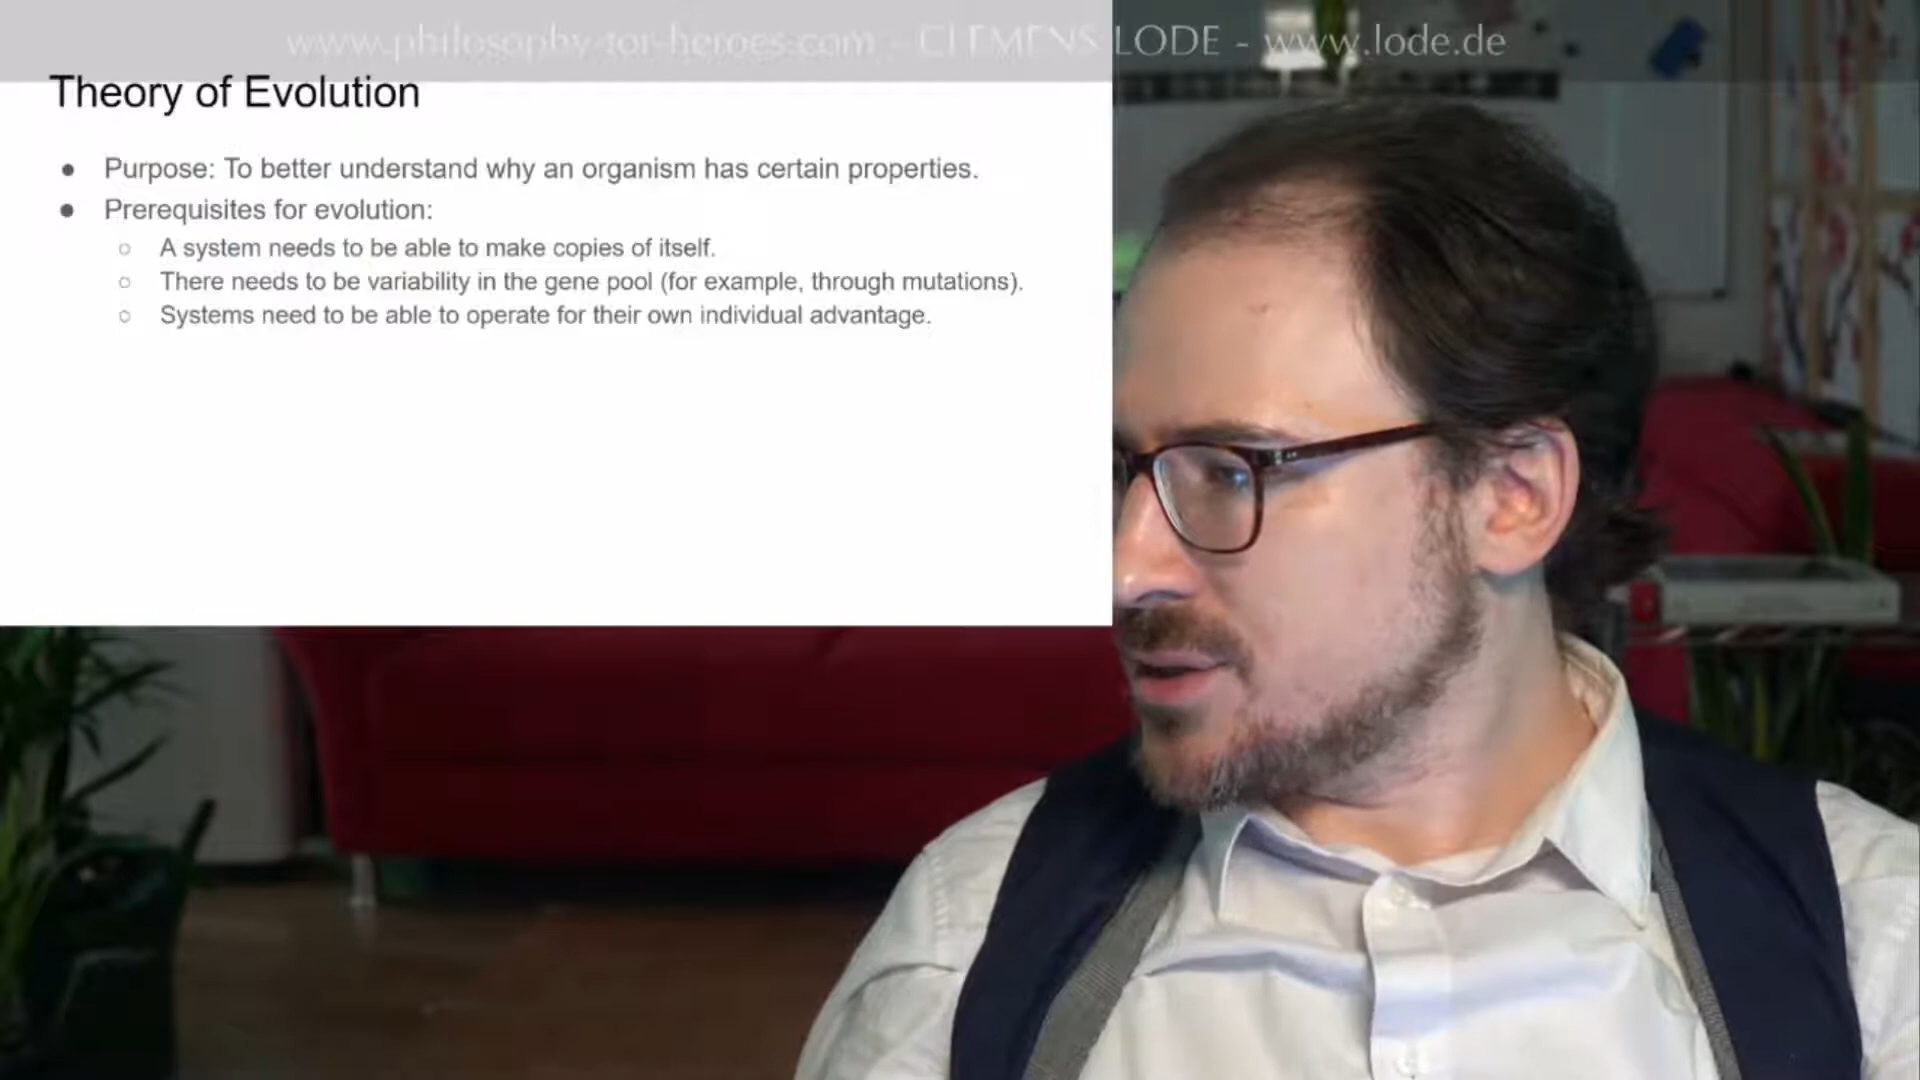 www.philosophy-for-heroes.com - CLEMENS LODE - www.lode.de
Theory of Evolution
● Purpose: To better understand why an organism has certain properties.
● Prerequisites for evolution:
○ A system needs to be able to make copies of itself.
○ There needs to be variability in the gene pool (for example, through mutations).
○ Systems need to be able to operate for their own individual advantage.